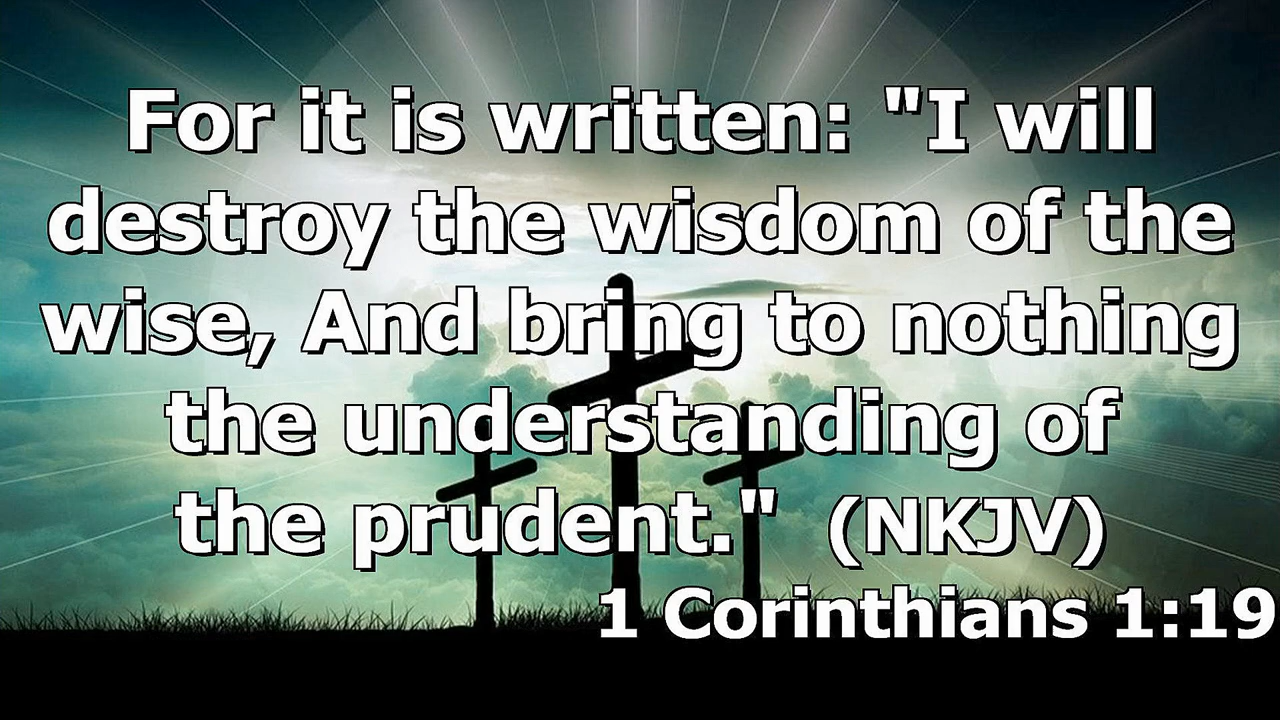 For it is written: "I will
destroy the wisdom of the
wise, And bring to nothing
the understanding of
the prudent." (NKJV)
1 Corinthians 1:19